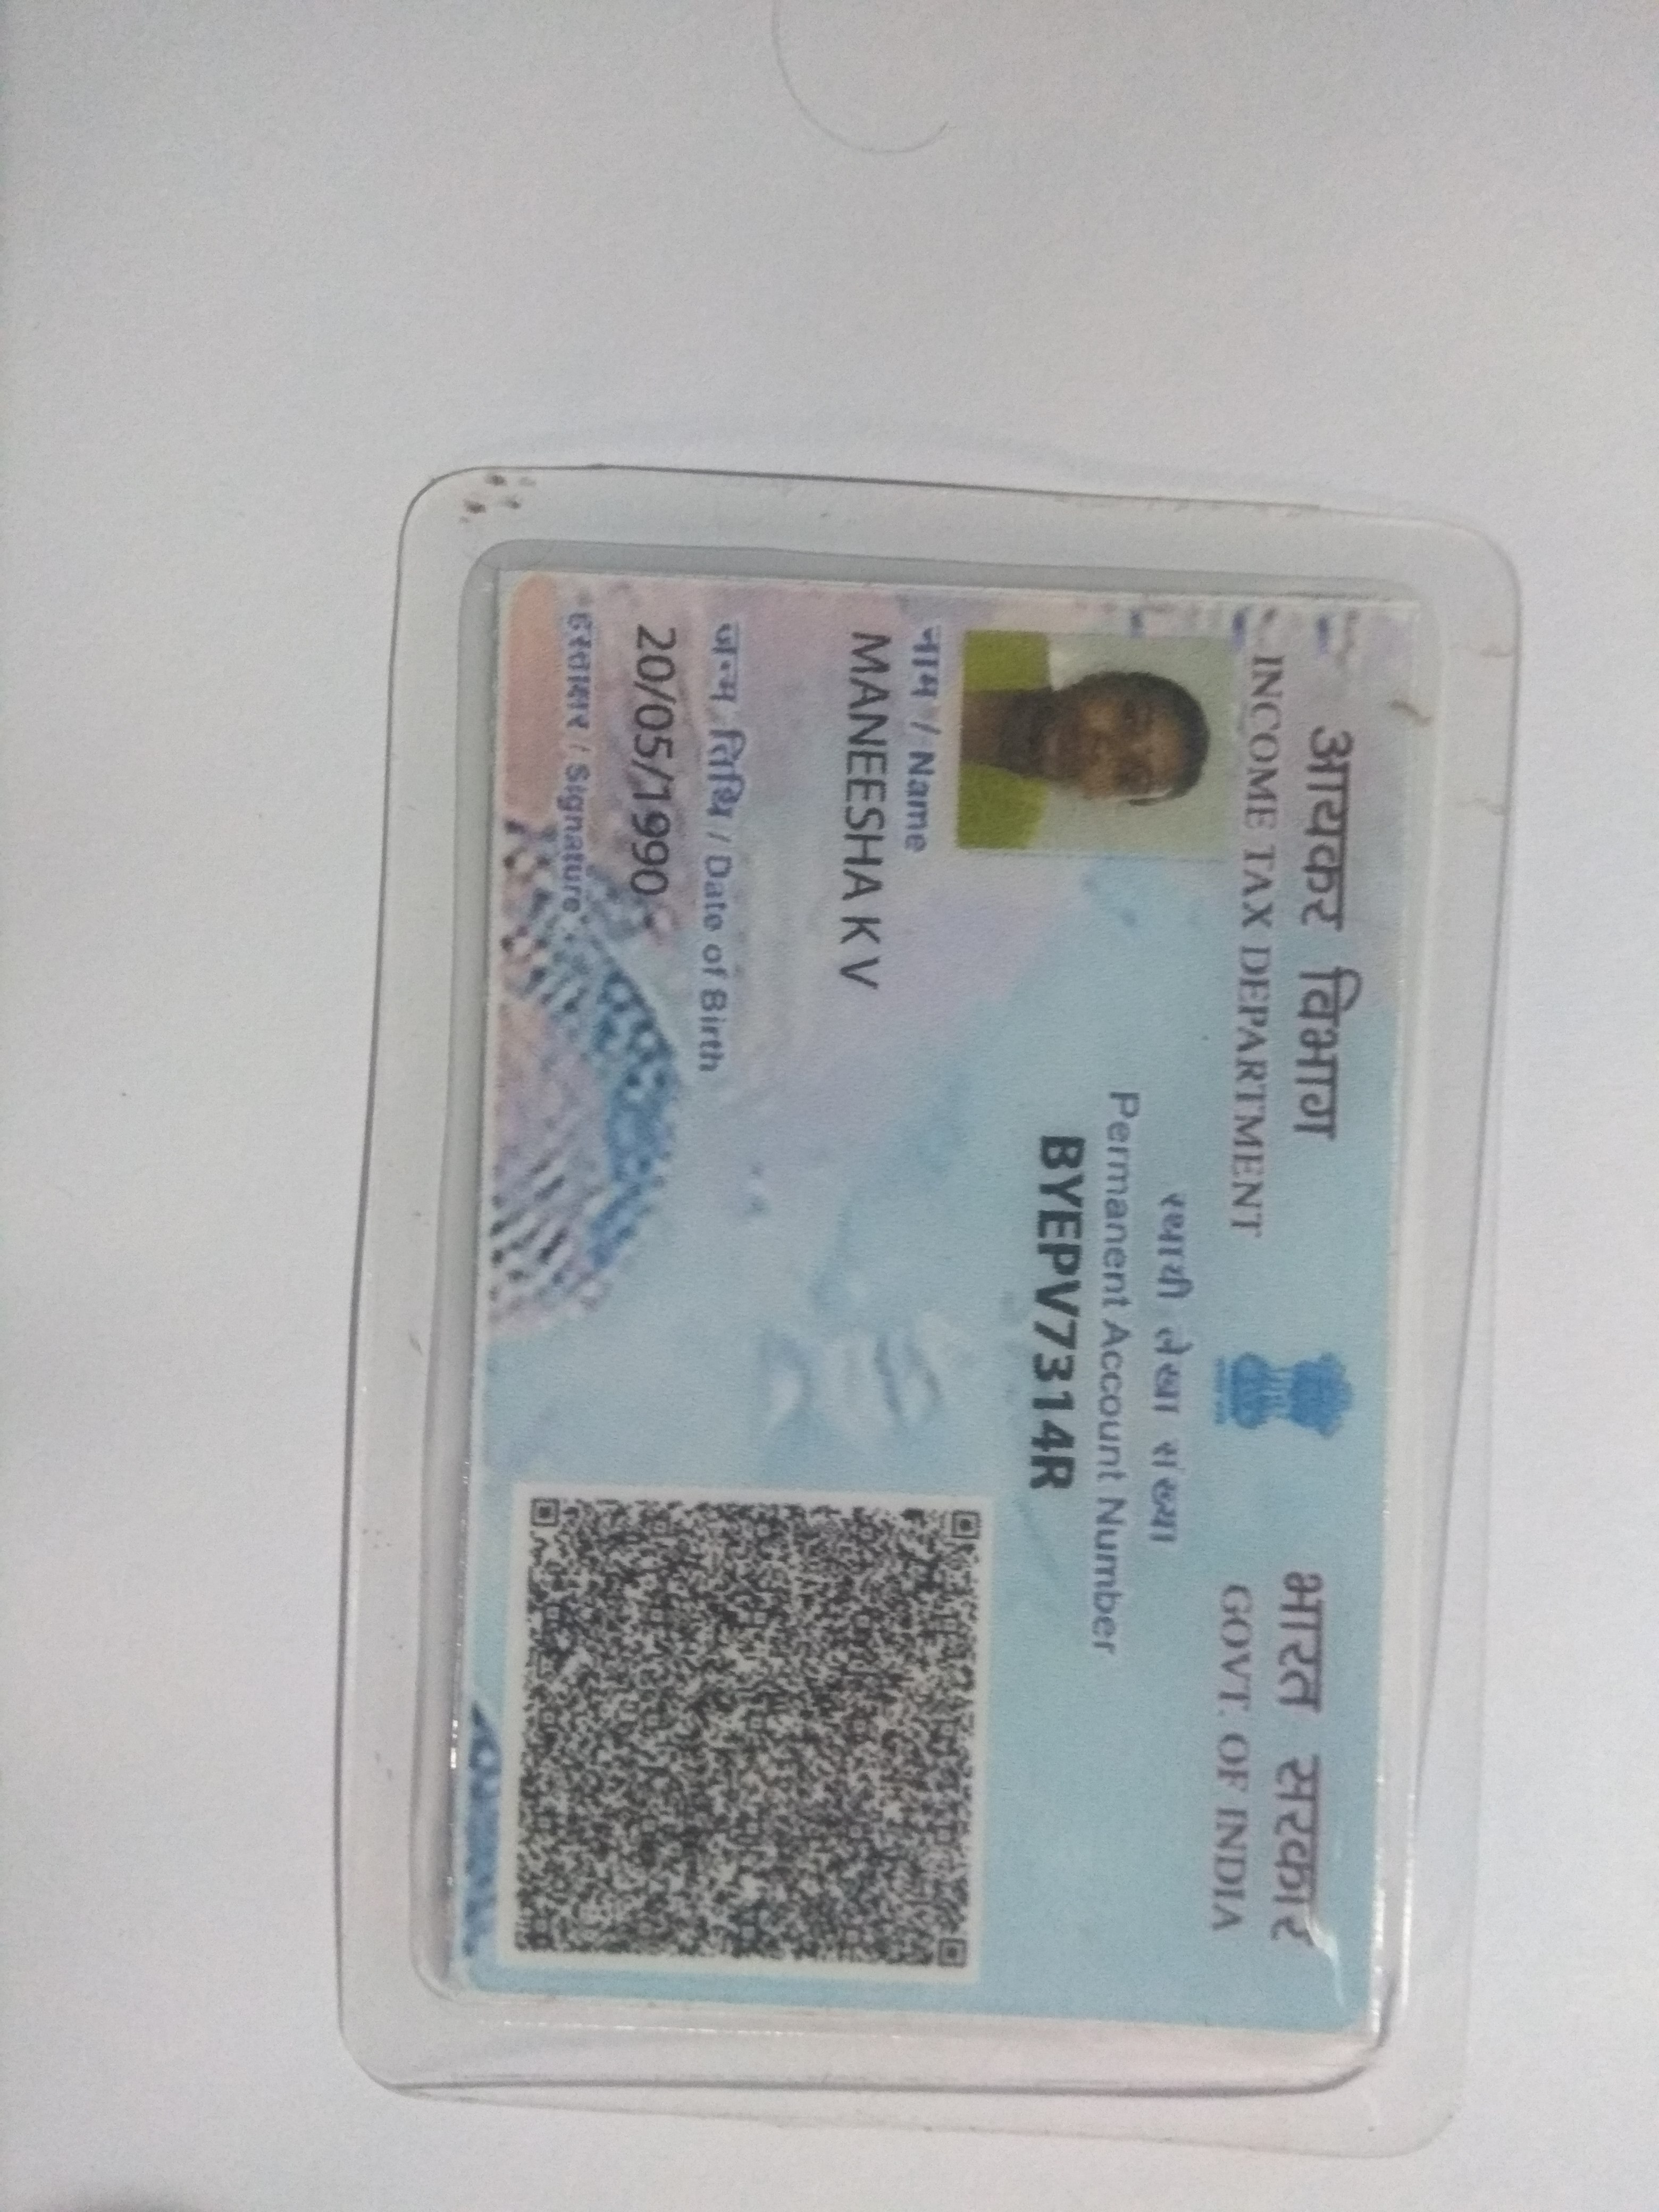 आयकर विभाग
INCOME TAX DEPARTMENT
भारत सरकार
GOVT. OF INDIA
स्थायी लेखा संख्या
Permanent Account Number
BYEPV7314R
नाम / Name
MANEESHA K V
जन्म तिथि / Date of Birth
20/05/1990
हस्ताक्षर / Signature